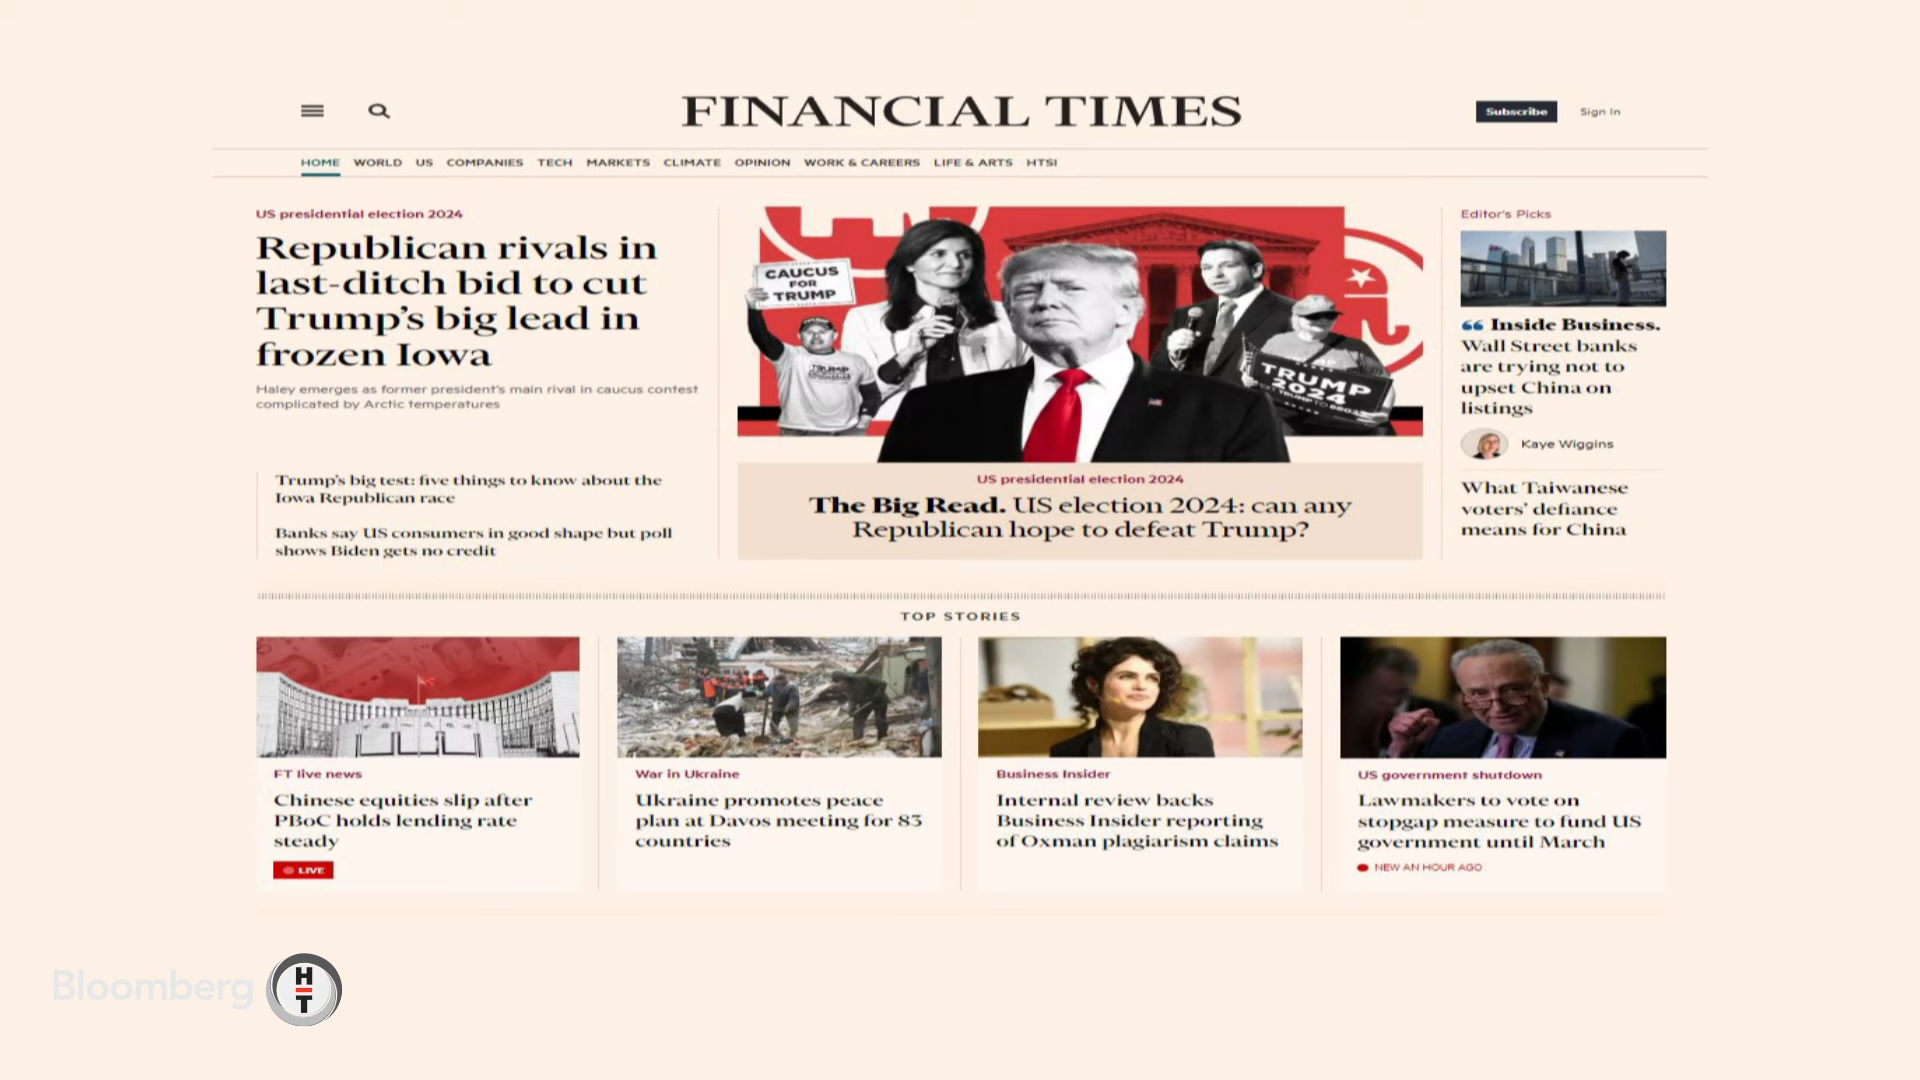 FINANCIAL TIMES
Subscribe
Sign In
HOME WORLD US COMPANIES TECH MARKETS CLIMATE OPINION WORK & CAREERS LIFE & ARTS HTSI
US presidential election 2024
Republican rivals in
last-ditch bid to cut
Trump's big lead in
frozen Iowa
Haley emerges as former president's main rival in caucus contest
complicated by Arctic temperatures
Trump's big test: five things to know about the
Iowa Republican race
Banks say US consumers in good shape but poll
shows Biden gets no credit
CAUCUS
FOR
TRUMP
TRUMP
TRUMP
2024
US presidential election 2024
The Big Read. US election 2024: can any
Republican hope to defeat Trump?
Editor's Picks
Inside Business.
Wall Street banks
are trying not to
upset China on
listings
Kaye Wiggins
What Taiwanese
voters' defiance
means for China
TOP STORIES
FT live news
Chinese equities slip after
PBoC holds lending rate
steady
LIVE
War in Ukraine
Ukraine promotes peace
plan at Davos meeting for 83
countries
Business Insider
Internal review backs
Business Insider reporting
of Oxman plagiarism claims
US government shutdown
Lawmakers to vote on
stopgap measure to fund US
government until March
NEW AN HOUR AGO
Bloomberg HT